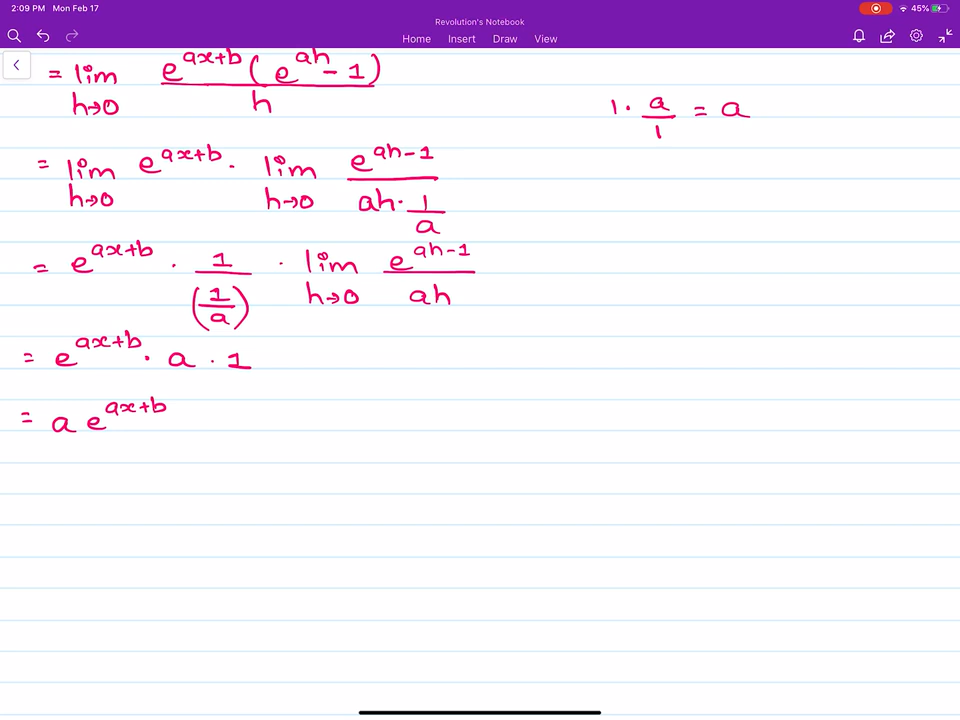 2:09 PM Mon Feb 17
45%
Revolution's Notebook
Home Insert Draw View
= lim h→0 e^(ax+b) (e^(ah) - 1) / h
1 · a/1 = a
= lim h→0 e^(ax+b) · lim h→0 e^(ah-1) / (ah · 1/a)
= e^(ax+b) · 1/(1/a) · lim h→0 e^(ah-1) / ah
= e^(ax+b) · a · 1
= a e^(ax+b)